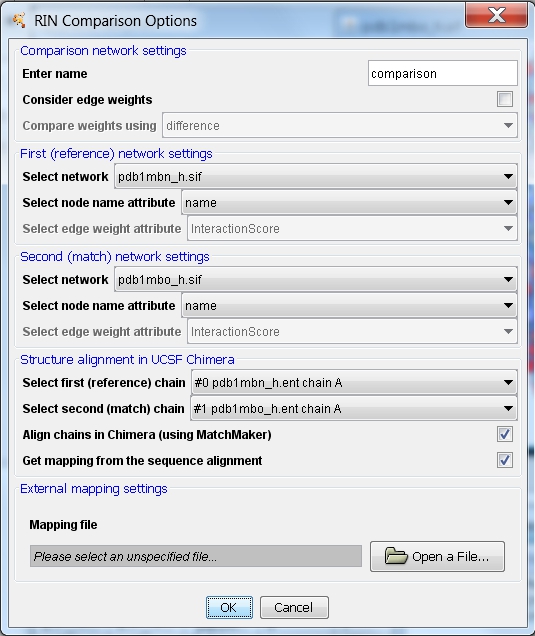 RIN Comparison Options
Comparison network settings
Enter name comparison
Consider edge weights
Compare weights using difference
First (reference) network settings
Select network pdb1mbn_h.sif
Select node name attribute name
Select edge weight attribute InteractionScore
Second (match) network settings
Select network pdb1mbo_h.sif
Select node name attribute name
Select edge weight attribute InteractionScore
Structure alignment in UCSF Chimera
Select first (reference) chain #0 pdb1mbn_h.ent chain A
Select second (match) chain #1 pdb1mbo_h.ent chain A
Align chains in Chimera (using MatchMaker)
Get mapping from the sequence alignment
External mapping settings
Mapping file
Please select an unspecified file... Open a File...
OK Cancel